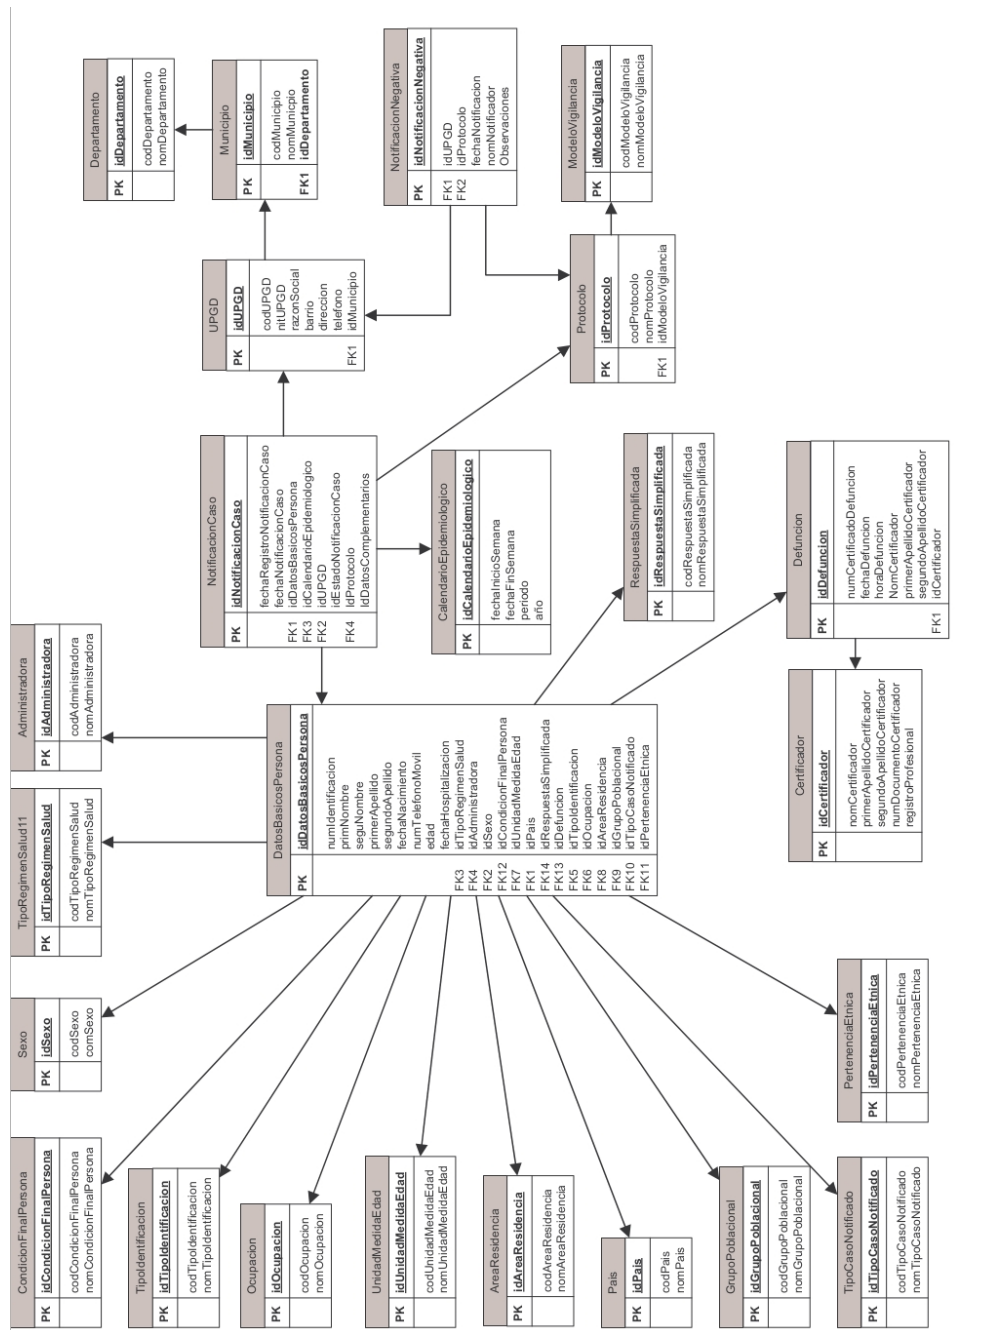 Departamento
PK
idDepartamento
codDepartamento
nomDepartamento
Municipio
PK
idMunicipio
codMunicipio
nomMunicpio
FK1
idDepartamento
NotificacionNegativa
PK
idNotificacionNegativa
FK1
idUPGD
FK2
idProtocolo
fechaNotificacion
nomNotificador
Observaciones
ModeloVigilancia
PK
idModeloVigilancia
codModeloVigilancia
nomModeloVigilancia
UPGD
PK
idUPGD
codUPGD
nitUPGD
razonSocial
barrio
direccion
telefono
FK1
idMunicipio
Protocolo
PK
idProtocolo
codProtocolo
nomProtocolo
FK1
idModeloVigilancia
NotificacionCaso
PK
idNotificacionCaso
fechaRegistroNotificacionCaso
fechaNotificacionCaso
FK1
idDatosBasicosPersona
FK3
idCalendarioEpidemiologico
FK2
idUPGD
idEstadoNotificacionCaso
FK4
idProtocolo
idDatosComplementarios
CalendarioEpidemiologico
PK
idCalendarioEpidemiologico
fechaInicioSemana
fechaFinSemana
periodo
año
RespuestaSimplificada
PK
idRespuestaSimplificada
codRespuestaSimplificada
nomRespuestaSimplificada
Defuncion
PK
idDefuncion
numCertificadoDefuncion
fechaDefuncion
horaDefuncion
NomCertificador
primerApellidoCertificador
segundoApellidoCertificador
FK1
idCertificador
Administradora
PK
idAdministradora
codAdministradora
nomAdministradora
TipoRegimenSalud11
PK
idTipoRegimenSalud
codTipoRegimenSalud
nomTipoRegimenSalud
DatosBasicosPersona
PK
idDatosBasicosPersona
numIdentificacion
primNombre
seguNombre
primerApellido
segundoApellido
fechaNacimiento
numTelefonoMovil
edad
fechaHospitalizacion
FK3
idTipoRegimenSalud
FK4
idAdministradora
FK2
idSexo
FK12
idCondicionFinalPersona
FK7
idUnidadMedidaEdad
FK1
idPais
FK14
idRespuestaSimplificada
FK13
idDefuncion
FK5
idTipoIdentificacion
FK6
idOcupacion
FK8
idAreaResidencia
FK9
idGrupoPoblacional
FK10
idTipoCasoNotificado
FK11
idPertenenciaEtnica
Certificador
PK
idCertificador
nomCertificador
primerApellidoCertificador
segundoApellidoCertificador
numDocumentoCertificador
registroProfesional
Sexo
PK
idSexo
codSexo
comSexo
PertenenciaEtnica
PK
idPertenenciaEtnica
codPertenenciaEtnica
nomPertenenciaEtnica
CondicionFinalPersona
PK
idCondicionFinalPersona
codCondicionFinalPersona
nomCondicionFinalPersona
TipoIdentificacion
PK
idTipoIdentificacion
codTipoIdentificacion
nomTipoIdentificacion
Ocupacion
PK
idOcupacion
codOcupacion
nomOcupacion
UnidadMedidaEdad
PK
idUnidadMedidaEdad
codUnidadMedidaEdad
nomUnidadMedidaEdad
AreaResidencia
PK
idAreaResidencia
codAreaResidencia
nomAreaResidencia
Pais
PK
idPais
codPais
nomPais
GrupoPoblacional
PK
idGrupoPoblacional
codGrupoPoblacional
nomGrupoPoblacional
TipoCasoNotificado
PK
idTipoCasoNotificado
codTipoCasoNotificado
nomTipoCasoNotificado